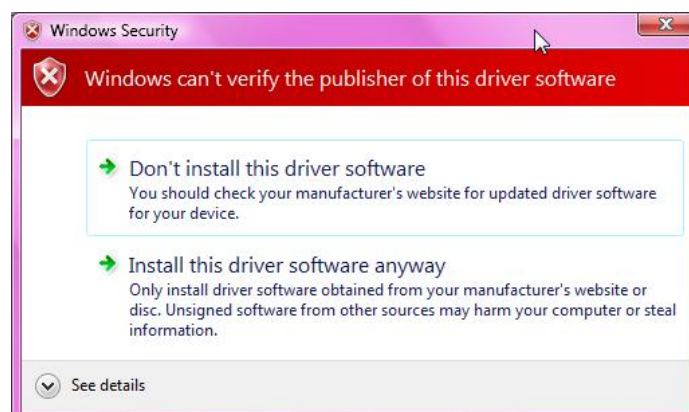 Windows Security
Windows can't verify the publisher of this driver software
Don't install this driver software
You should check your manufacturer's website for updated driver software
for your device.
Install this driver software anyway
Only install driver software obtained from your manufacturer's website or
disc. Unsigned software from other sources may harm your computer or steal
information.
See details